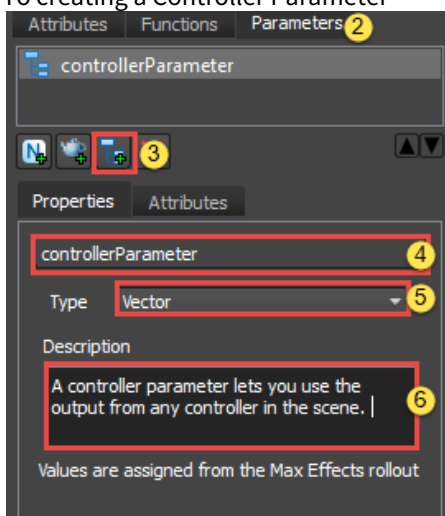 To creating a Controller Parameter
Attributes Functions Parameters 2
controllerParameter
N 3
Properties Attributes
controllerParameter 4
Type Vector 5
Description
A controller parameter lets you use the
output from any controller in the scene. 6
Values are assigned from the Max Effects rollout